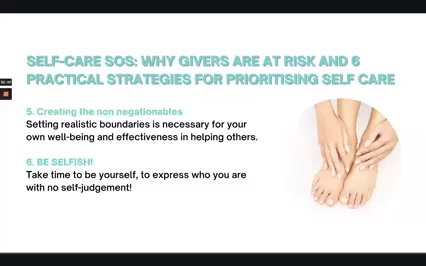 SELF-CARE SOS: WHY GIVERS ARE AT RISK AND 6
PRACTICAL STRATEGIES FOR PRIORITISING SELF CARE
5. Creating the non negationables
Setting realistic boundaries is necessary for your
own well-being and effectiveness in helping others.
6. BE SELFISH!
Take time to be yourself, to express who you are
with no self-judgement!